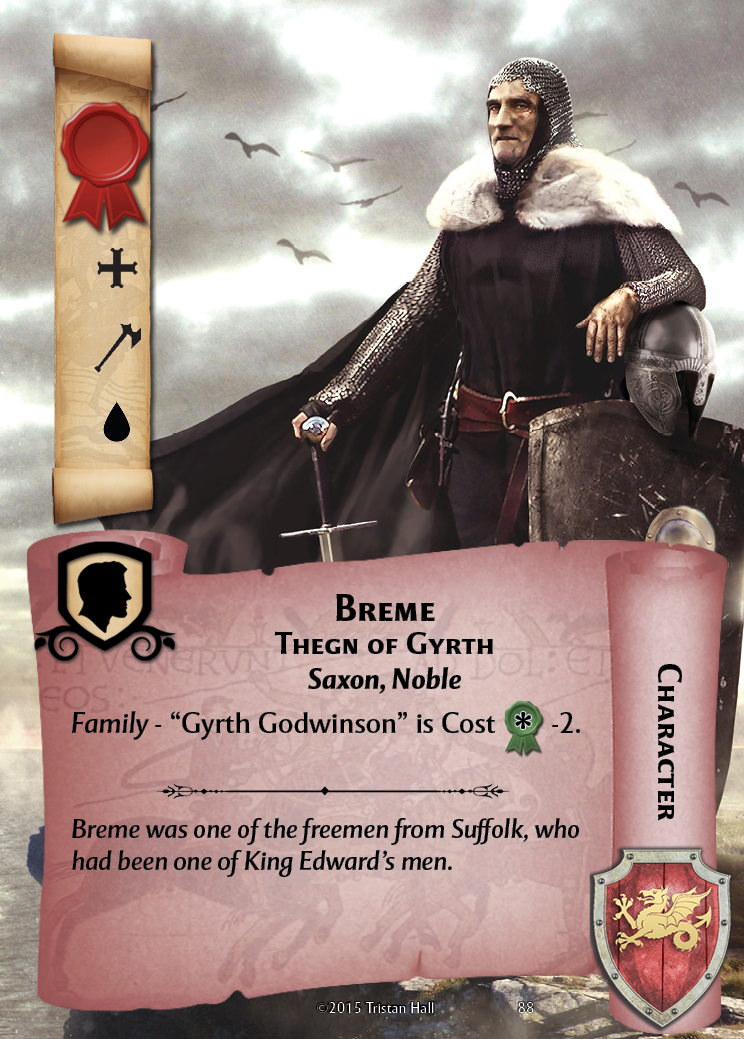 Breme
Thegn of Gyrth
Saxon, Noble
Family - “Gyrth Godwinson” is Cost * -2.
Breme was one of the freemen from Suffolk, who
had been one of King Edward’s men.
Character
©2015 Tristan Hall 88